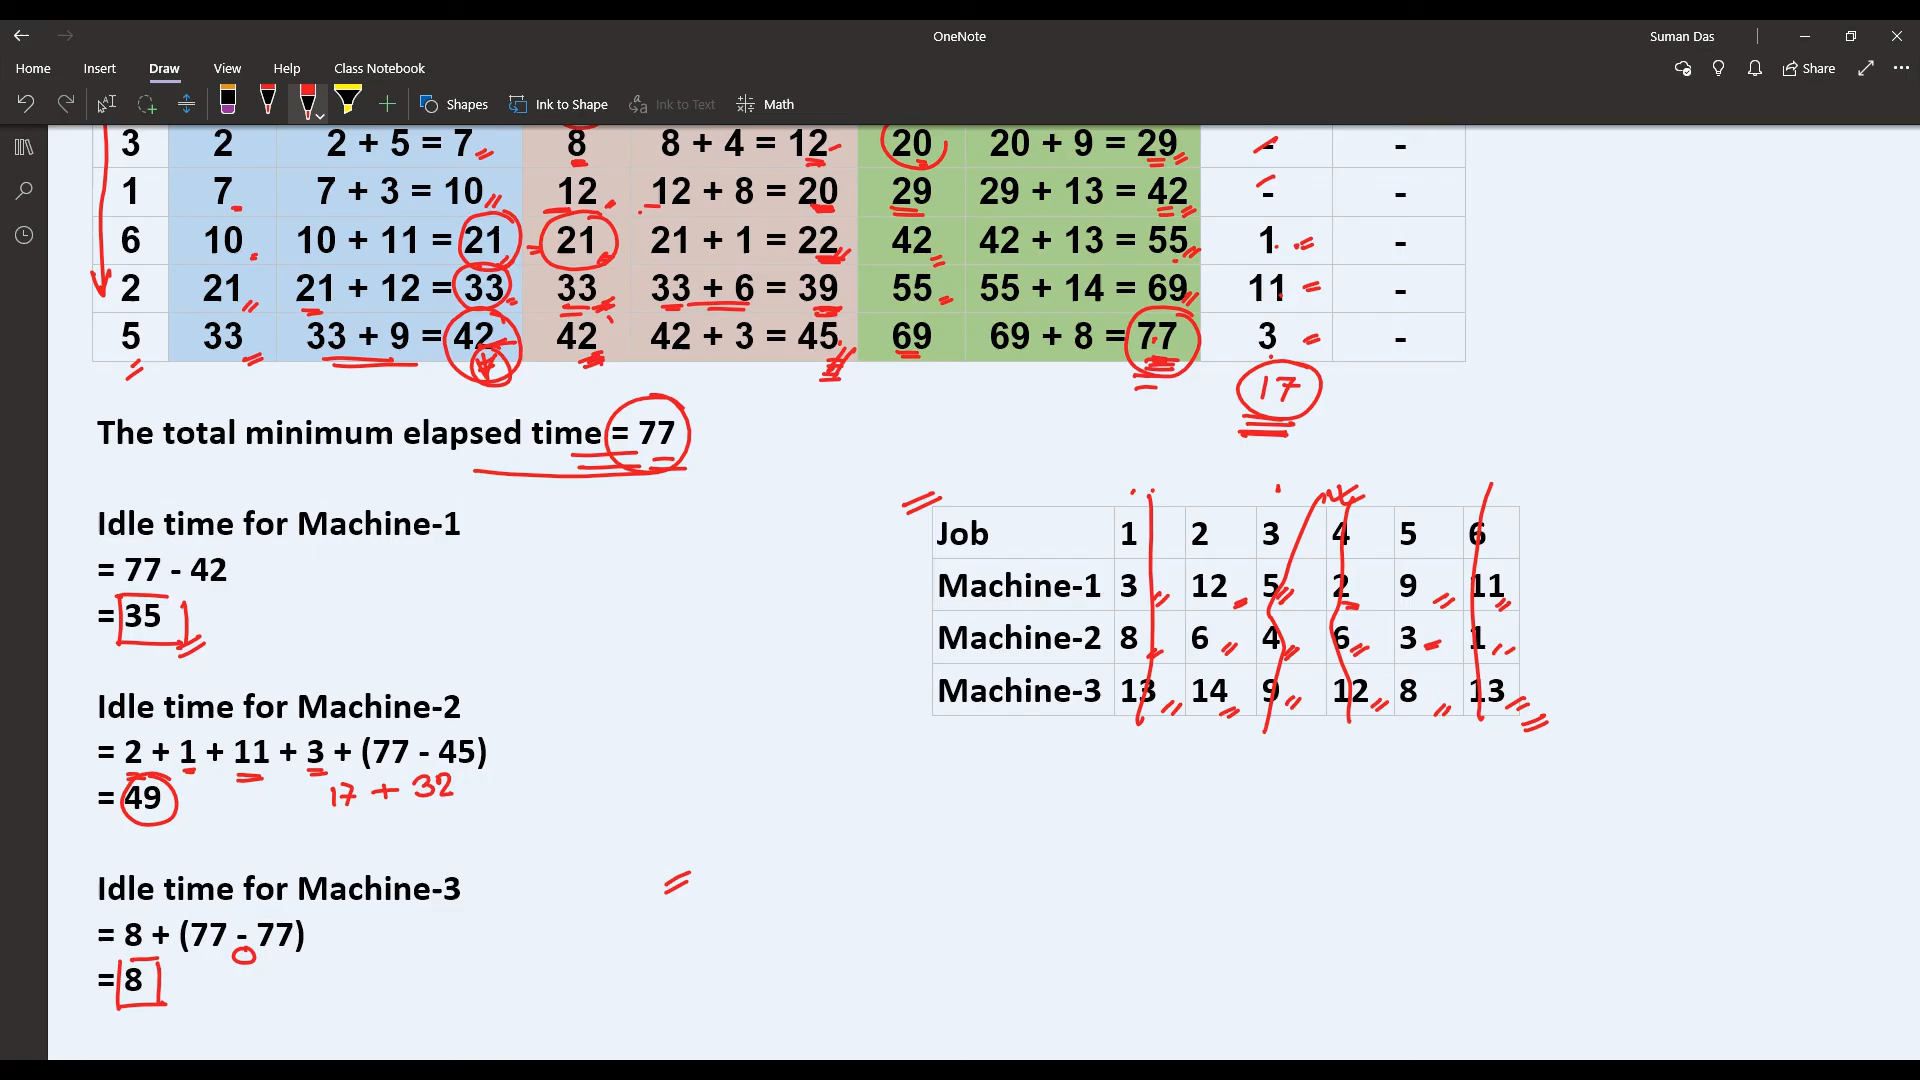 OneNote
Suman Das
Home Insert Draw View Help Class Notebook
Share
Shapes Ink to Shape Ink to Text Math
3 2 2 + 5 = 7 8 8 + 4 = 12 20 20 + 9 = 29 - -
1 7 7 + 3 = 10 12 12 + 8 = 20 29 29 + 13 = 42 - -
6 10 10 + 11 = 21 21 21 + 1 = 22 42 42 + 13 = 55 1 -
2 21 21 + 12 = 33 33 33 + 6 = 39 55 55 + 14 = 69 11 -
5 33 33 + 9 = 42 42 42 + 3 = 45 69 69 + 8 = 77 3 -
17
The total minimum elapsed time = 77
Idle time for Machine-1
= 77 - 42
= 35
Idle time for Machine-2
= 2 + 1 + 11 + 3 + (77 - 45)
17 + 32
= 49
Idle time for Machine-3
= 8 + (77 - 77)
0
= 8
Job 1 2 3 4 5 6
Machine-1 3 12 5 2 9 11
Machine-2 8 6 4 6 3 1
Machine-3 13 14 9 12 8 13